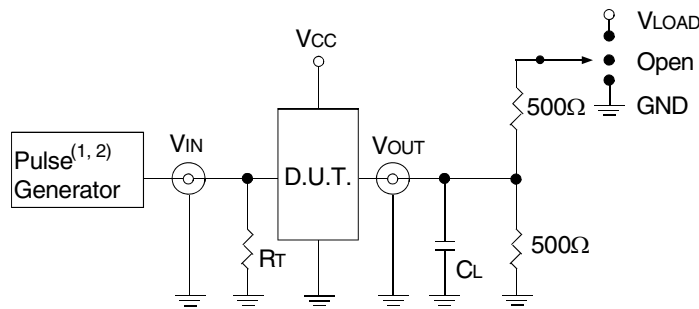 VLOAD
VCC
Open
500Ω
GND
VIN
VOUT
Pulse(1, 2)
Generator
D.U.T.
RT
CL
500Ω